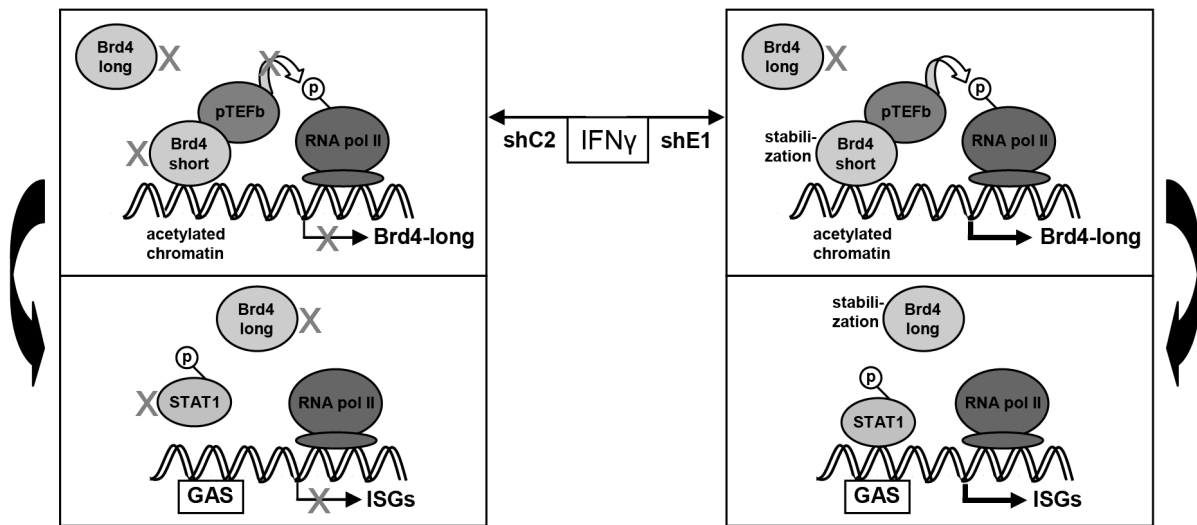 Brd4
long
X
X
p
pTEFb
RNA pol II
X
Brd4
short
acetylated
chromatin
X
Brd4-long
Brd4
long
X
p
X
STAT1
RNA pol II
GAS
X
ISGs
shC2
IFNγ
shE1
Brd4
long
X
p
pTEFb
RNA pol II
stabili-
zation
Brd4
short
acetylated
chromatin
Brd4-long
stabili-
zation
Brd4
long
p
STAT1
RNA pol II
GAS
ISGs